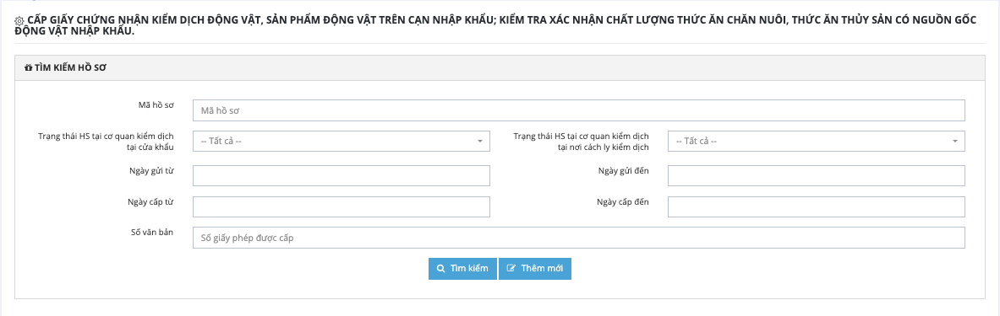 CẤP GIẤY CHỨNG NHẬN KIỂM DỊCH ĐỘNG VẬT, SẢN PHẨM ĐỘNG VẬT TRÊN CẠN NHẬP KHẨU; KIỂM TRA XÁC NHẬN CHẤT LƯỢNG THỨC ĂN CHĂN NUÔI, THỨC ĂN THỦY SẢN CÓ NGUỒN GỐC
ĐỘNG VẬT NHẬP KHẨU.
TÌM KIẾM HỒ SƠ
Mã hồ sơ
Mã hồ sơ
Trạng thái HS tại cơ quan kiểm dịch
tại cửa khẩu
-- Tất cả --
Trạng thái HS tại cơ quan kiểm dịch
tại nơi cách ly kiểm dịch
-- Tất cả --
Ngày gửi từ
Ngày gửi đến
Ngày cấp từ
Ngày cấp đến
Số văn bản
Số giấy phép được cấp
Tìm kiếm
Thêm mới